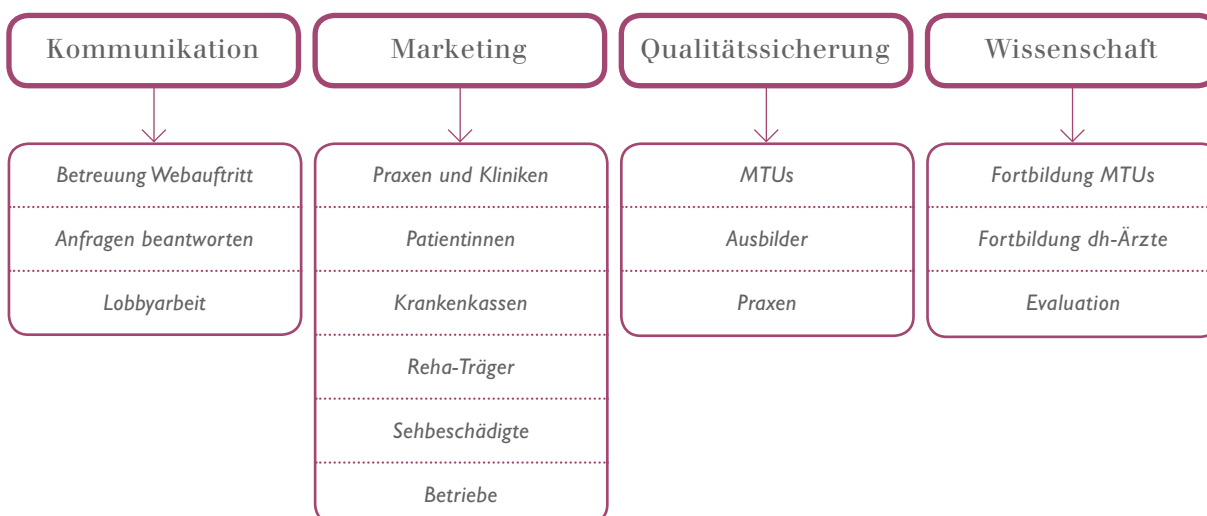 Kommunikation
Betreuung Webauftritt
Anfragen beantworten
Lobbyarbeit
Marketing
Praxen und Kliniken
Patientinnen
Krankenkassen
Reha-Träger
Sehbeschädigte
Betriebe
Qualitätssicherung
MTUs
Ausbilder
Praxen
Wissenschaft
Fortbildung MTUs
Fortbildung dh-Ärzte
Evaluation